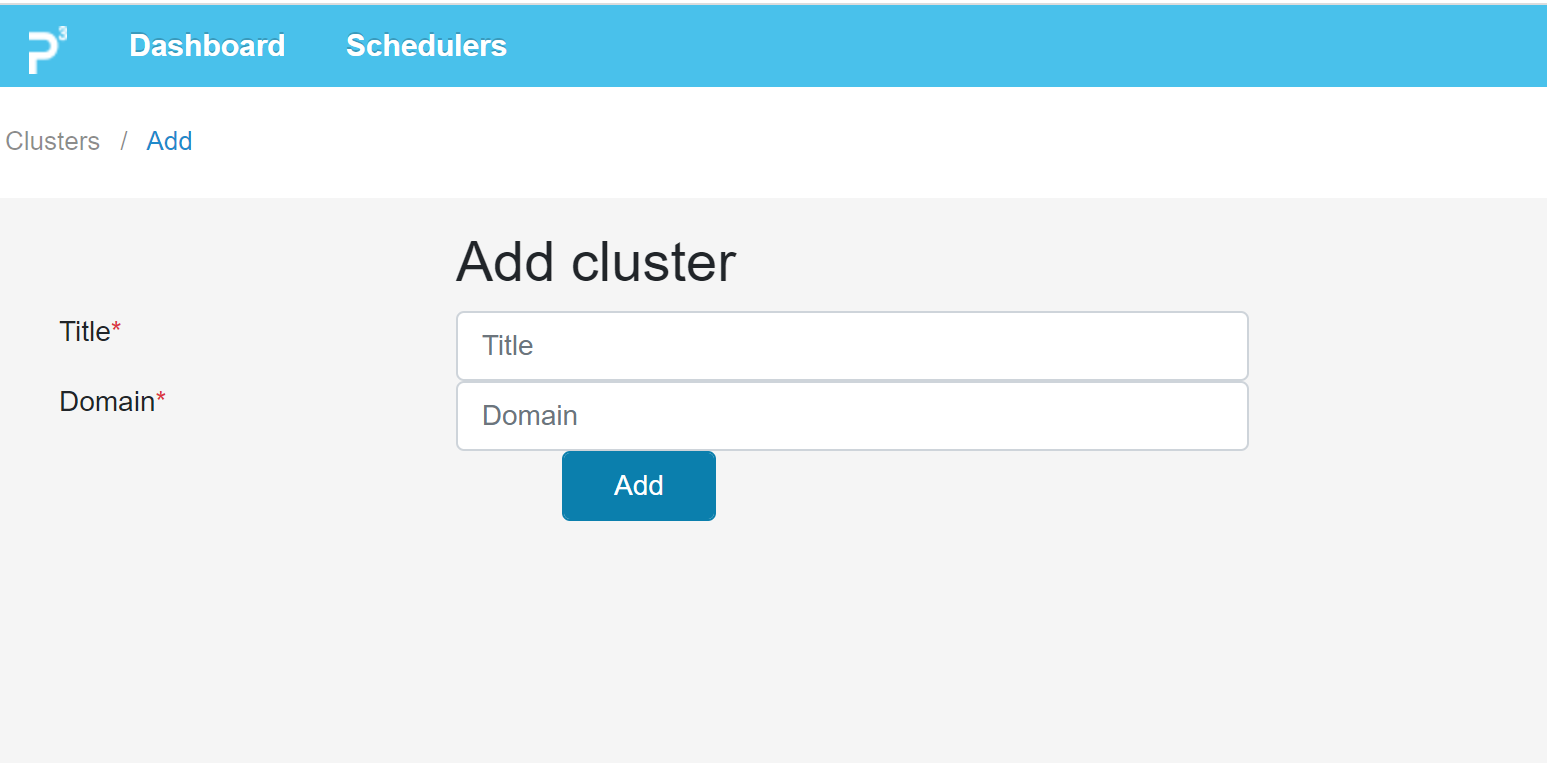 P3 Dashboard Schedulers
Clusters / Add
Add cluster
Title* Title
Domain* Domain
Add